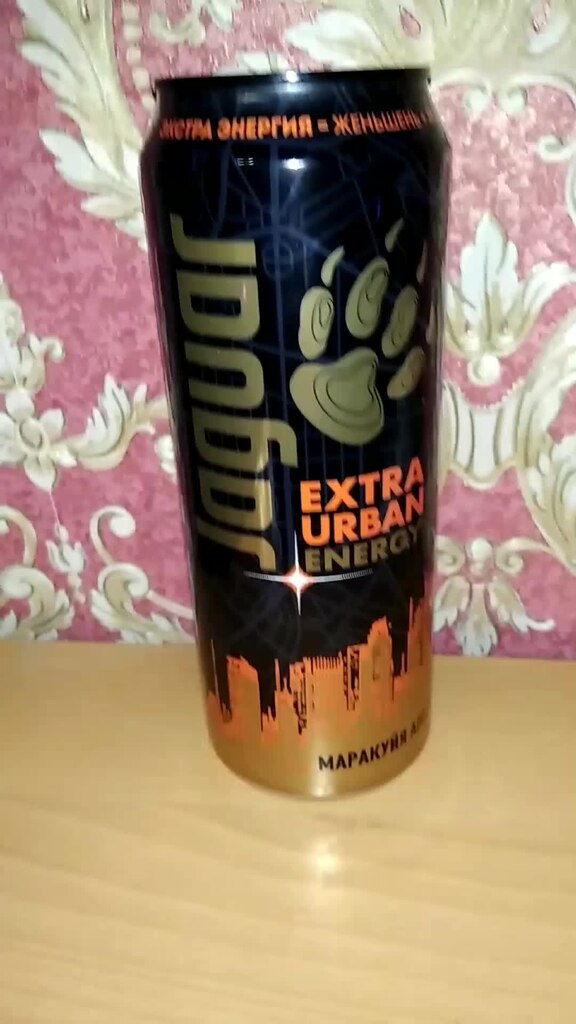 ЭКСТРА ЭНЕРГИЯ = ЖЕНЬШЕНЬ
Jaguar
EXTRA
URBAN
ENERGY
МАРАКУЙЯ